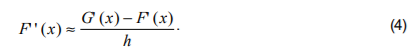 F'(x) ≈ (G(x) – F(x)) / h. (4)